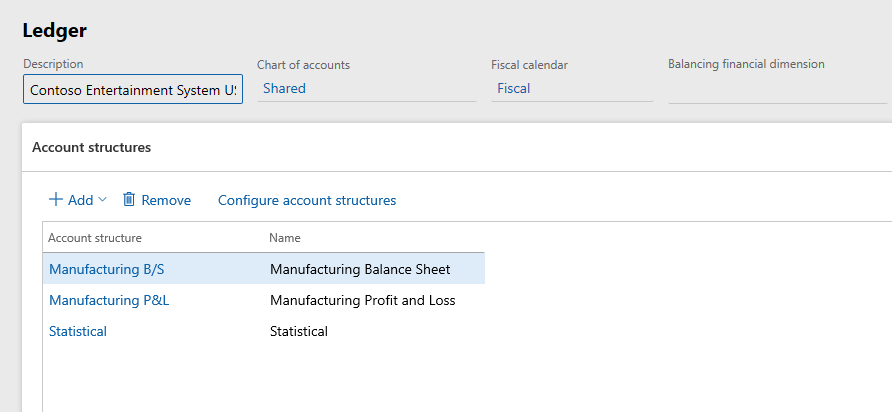 Ledger
Description
Chart of accounts
Fiscal calendar
Balancing financial dimension
Contoso Entertainment System US
Shared
Fiscal
Account structures
Add
Remove
Configure account structures
Account structure
Name
Manufacturing B/S
Manufacturing Balance Sheet
Manufacturing P&L
Manufacturing Profit and Loss
Statistical
Statistical